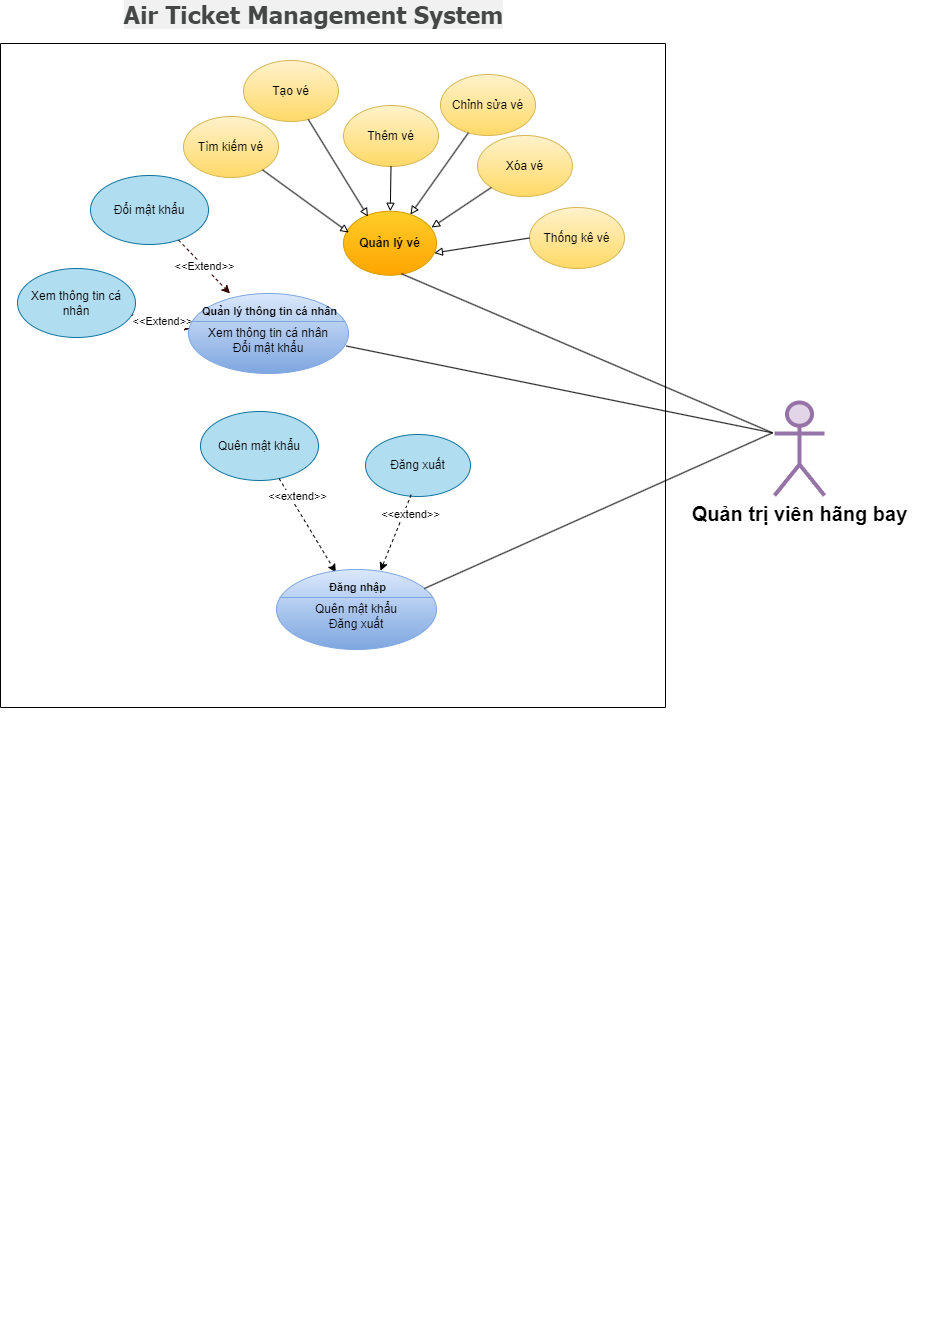 Air Ticket Management System
Tạo vé
Chỉnh sửa vé
Thêm vé
Tìm kiếm vé
Xóa vé
Đổi mật khẩu
Quản lý vé
Thống kê vé
<<Extend>>
Xem thông tin cá
nhân
<<Extend>>
Quản lý thông tin cá nhân
Xem thông tin cá nhân
Đổi mật khẩu
Quên mật khẩu
Đăng xuất
<<extend>>
<<extend>>
Quản trị viên hãng bay
Đăng nhập
Quên mật khẩu
Đăng xuất